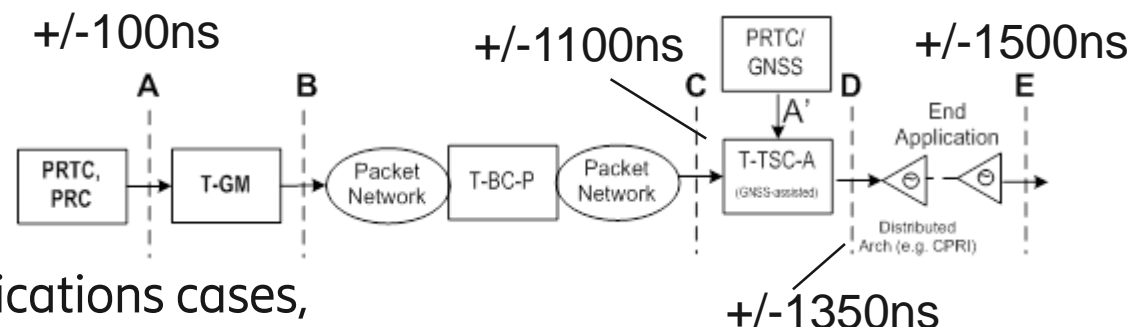 +/-100ns
+/-1100ns
+/-1500ns
PRTC/
GNSS
A
B
C
A'
D
E
End
Application
PRTC,
PRC
T-GM
Packet
Network
T-BC-P
Packet
Network
T-TSC-A
(GNSS-assisted)
Distributed
Arch (e.g. CPRI)
ications cases,
+/-1350ns